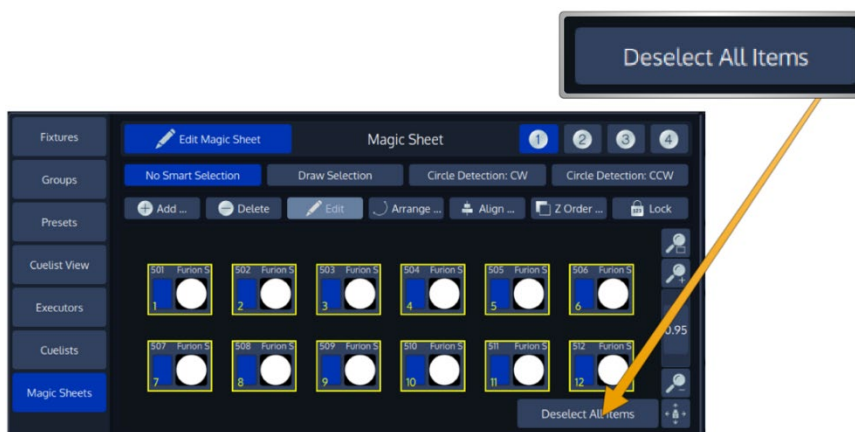 Deselect All Items
Fixtures
Groups
Presets
Cuelist View
Executors
Cuelists
Magic Sheets
Edit Magic Sheet
Magic Sheet
1 2 3 4
No Smart Selection
Draw Selection
Circle Detection: CW
Circle Detection: CCW
Add ...
Delete
Edit
Arrange ...
Align ...
Z Order ...
OFF
Lock
501 Furion S
1
502 Furion S
2
503 Furion S
3
504 Furion S
4
505 Furion S
5
506 Furion S
6
507 Furion S
7
508 Furion S
8
509 Furion S
9
510 Furion S
10
511 Furion S
11
512 Furion S
12
0.95
Deselect All Items